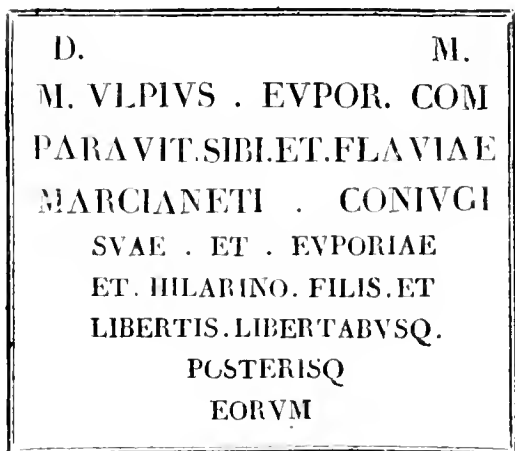 D. M.
M. VLPIVS . EVPOR. COM
PARAVIT.SIBI.ET.FLAVIAE
MARCIANETI . CONIVGI
SVAE . ET . EVPORIAE
ET. HILARINO. FILIS.ET
LIBERTIS.LIBERTABVSQ.
POSTERISQ
EORVM